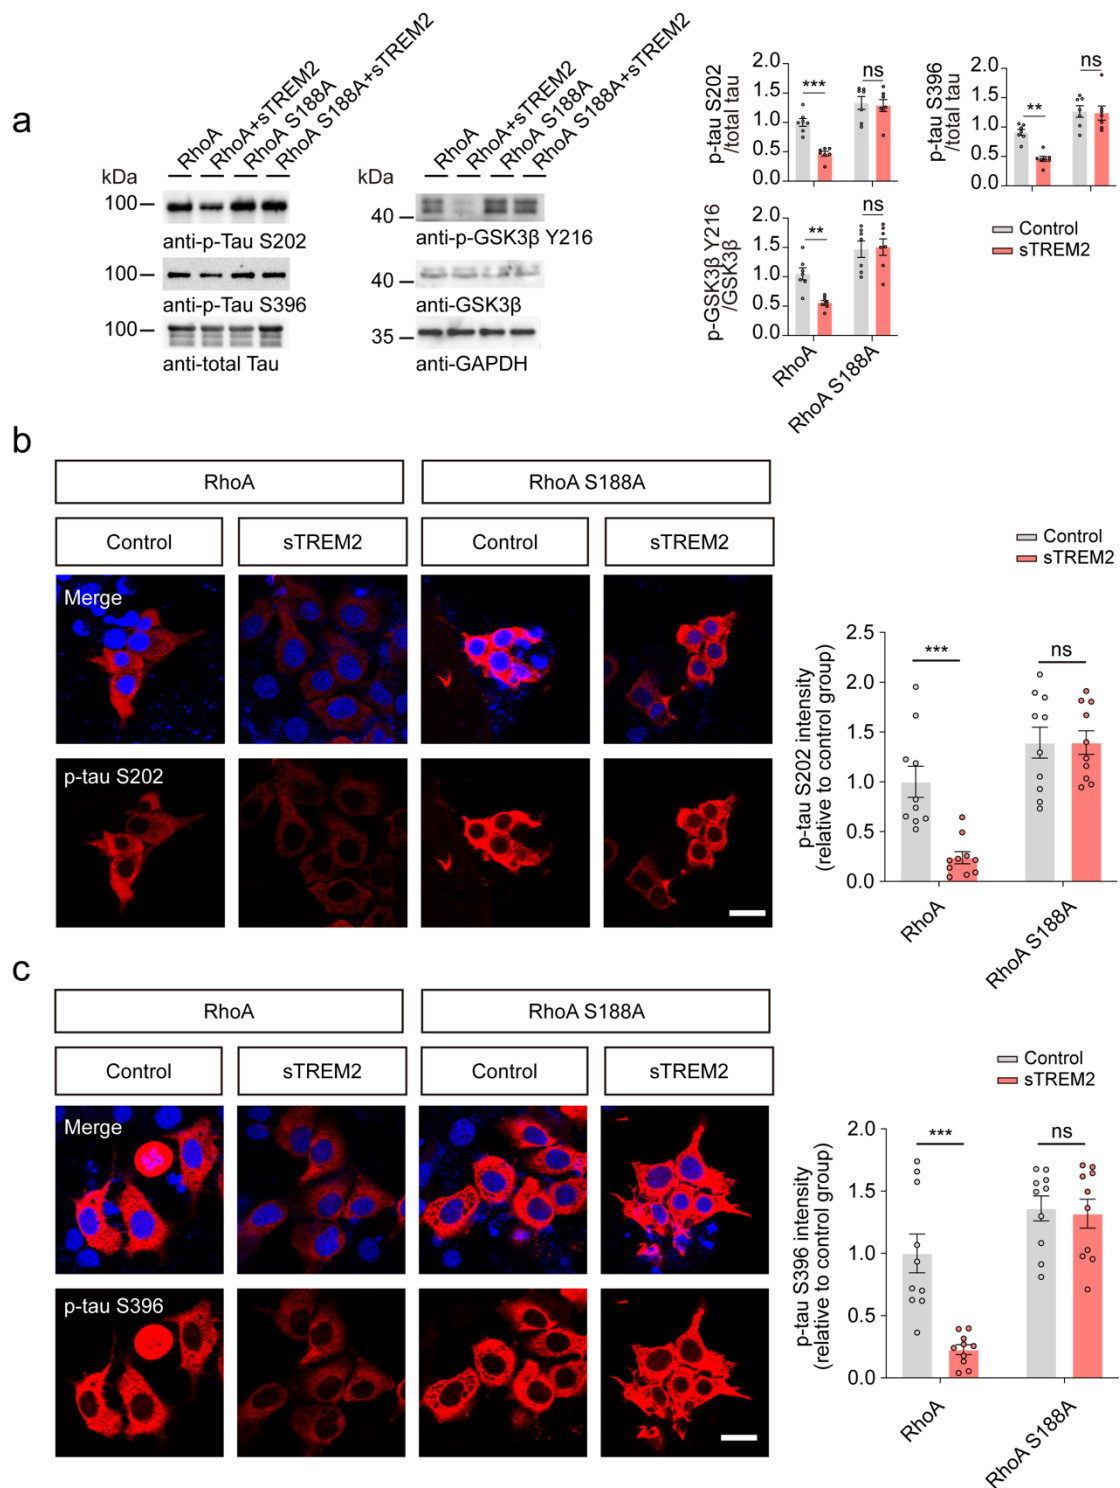 a
RhoA
RhoA+sTREM2
RhoA S188A
RhoA S188A+sTREM2
kDa
100
anti-p-Tau S202
100
anti-p-Tau S396
100
anti-total Tau
RhoA
RhoA+sTREM2
RhoA S188A
RhoA S188A+sTREM2
kDa
40
anti-p-GSK3β Y216
40
anti-GSK3β
35
anti-GAPDH
p-tau S202
/total tau
2.0
1.5
1.0
0.5
0.0
***
ns
p-tau S396
/total tau
2.0
1.5
1.0
0.5
0.0
**
ns
p-GSK3β Y216
/GSK3β
2.0
1.5
1.0
0.5
0.0
**
ns
RhoA
RhoA S188A
Control
sTREM2
b
RhoA
RhoA S188A
Control
sTREM2
Control
sTREM2
Merge
p-tau S202
Control
sTREM2
p-tau S202 intensity
(relative to control group)
2.5
2.0
1.5
1.0
0.5
0.0
***
ns
RhoA
RhoA S188A
c
RhoA
RhoA S188A
Control
sTREM2
Control
sTREM2
Merge
p-tau S396
Control
sTREM2
p-tau S396 intensity
(relative to control group)
2.0
1.5
1.0
0.5
0.0
***
ns
RhoA
RhoA S188A